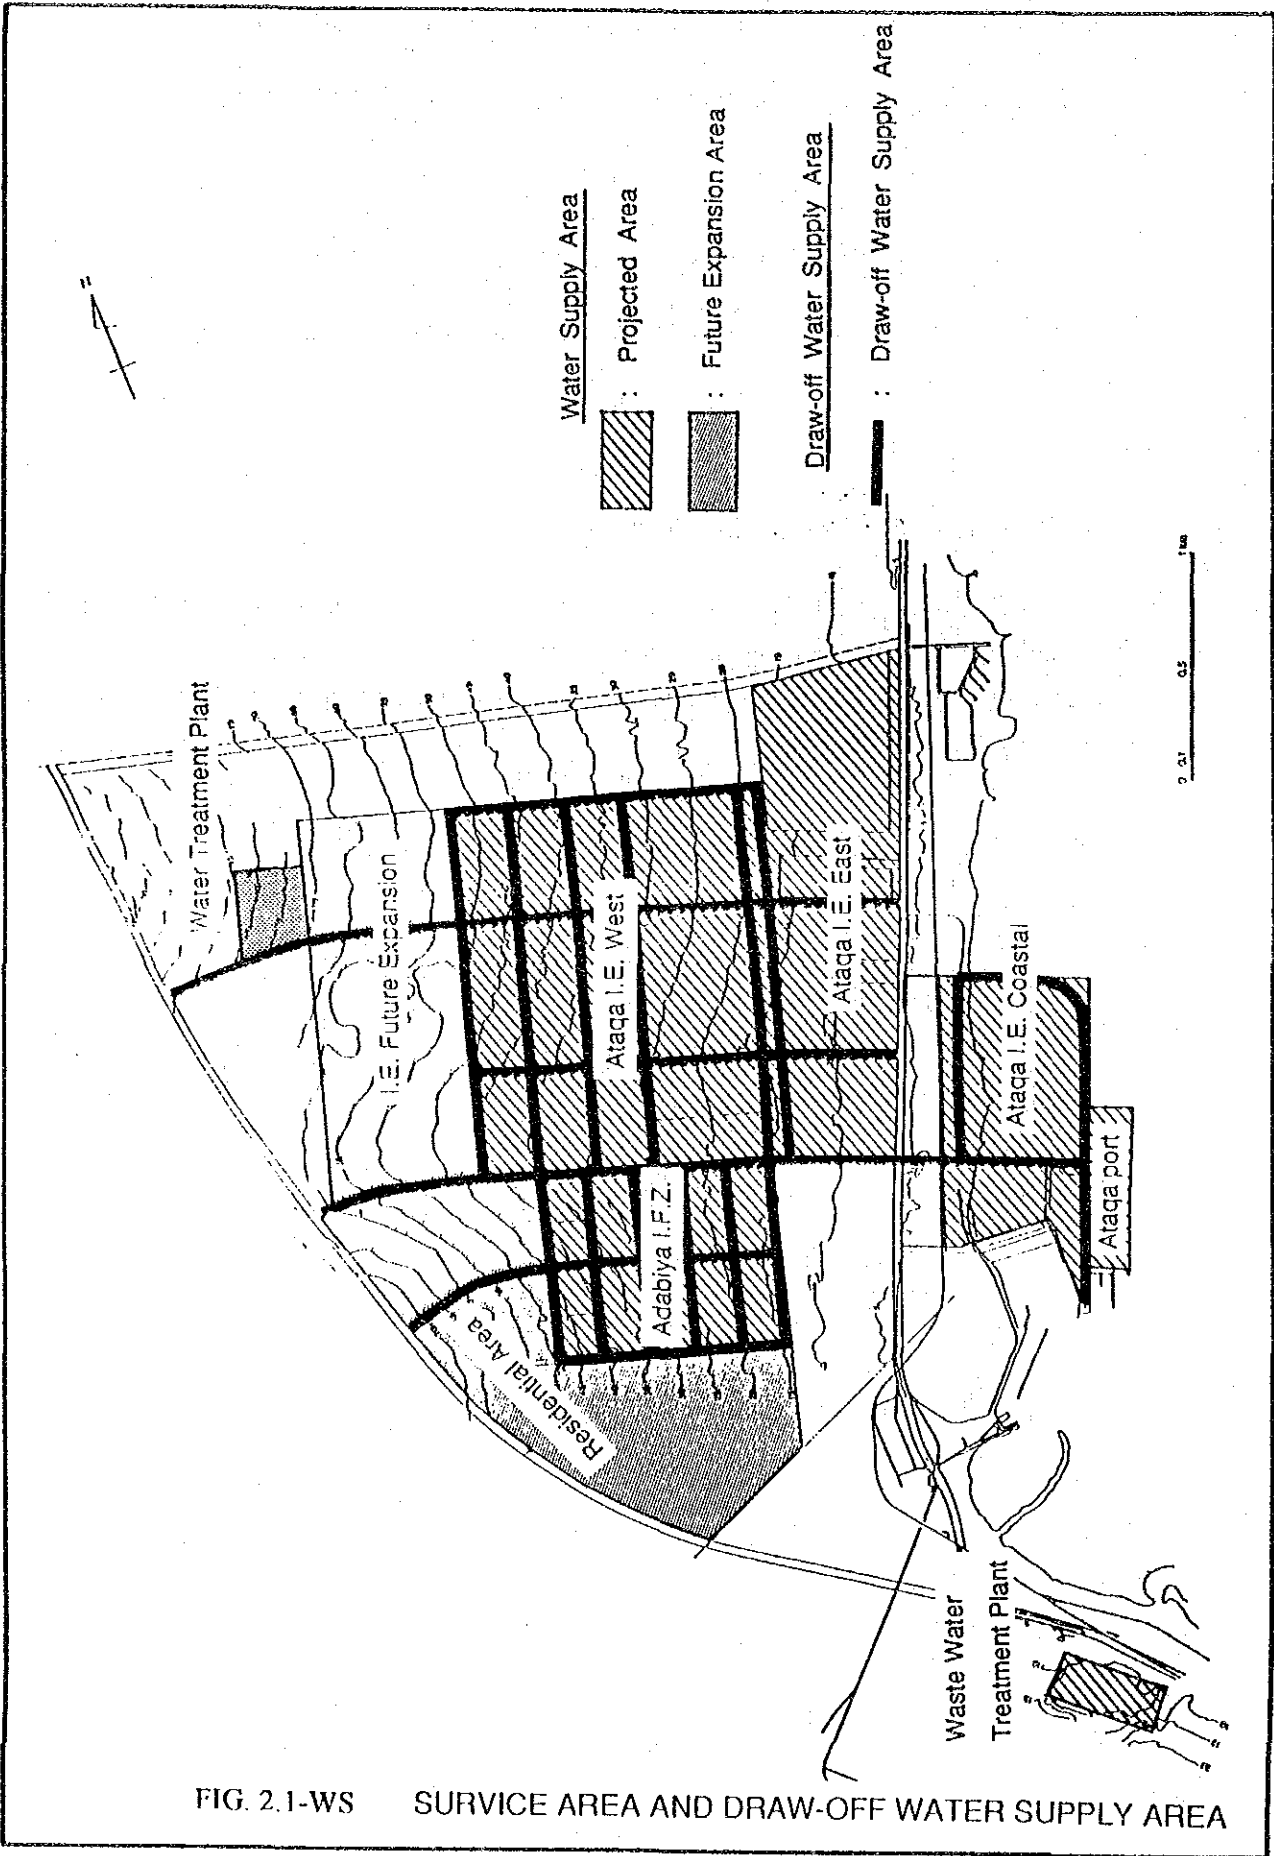 Water Supply Area
: Projected Area
: Future Expansion Area
Draw-off Water Supply Area
: Draw-off Water Supply Area
Water Treatment Plant
I.E. Future Expansion
Ataqa I.E. West
Ataqa I.E. East
Ataqa I.E. Coastal
Ataqa port
Adabiya I.F.Z.
Residential Area
Waste Water
Treatment Plant
0.5
FIG. 2.1-WS SURVICE AREA AND DRAW-OFF WATER SUPPLY AREA